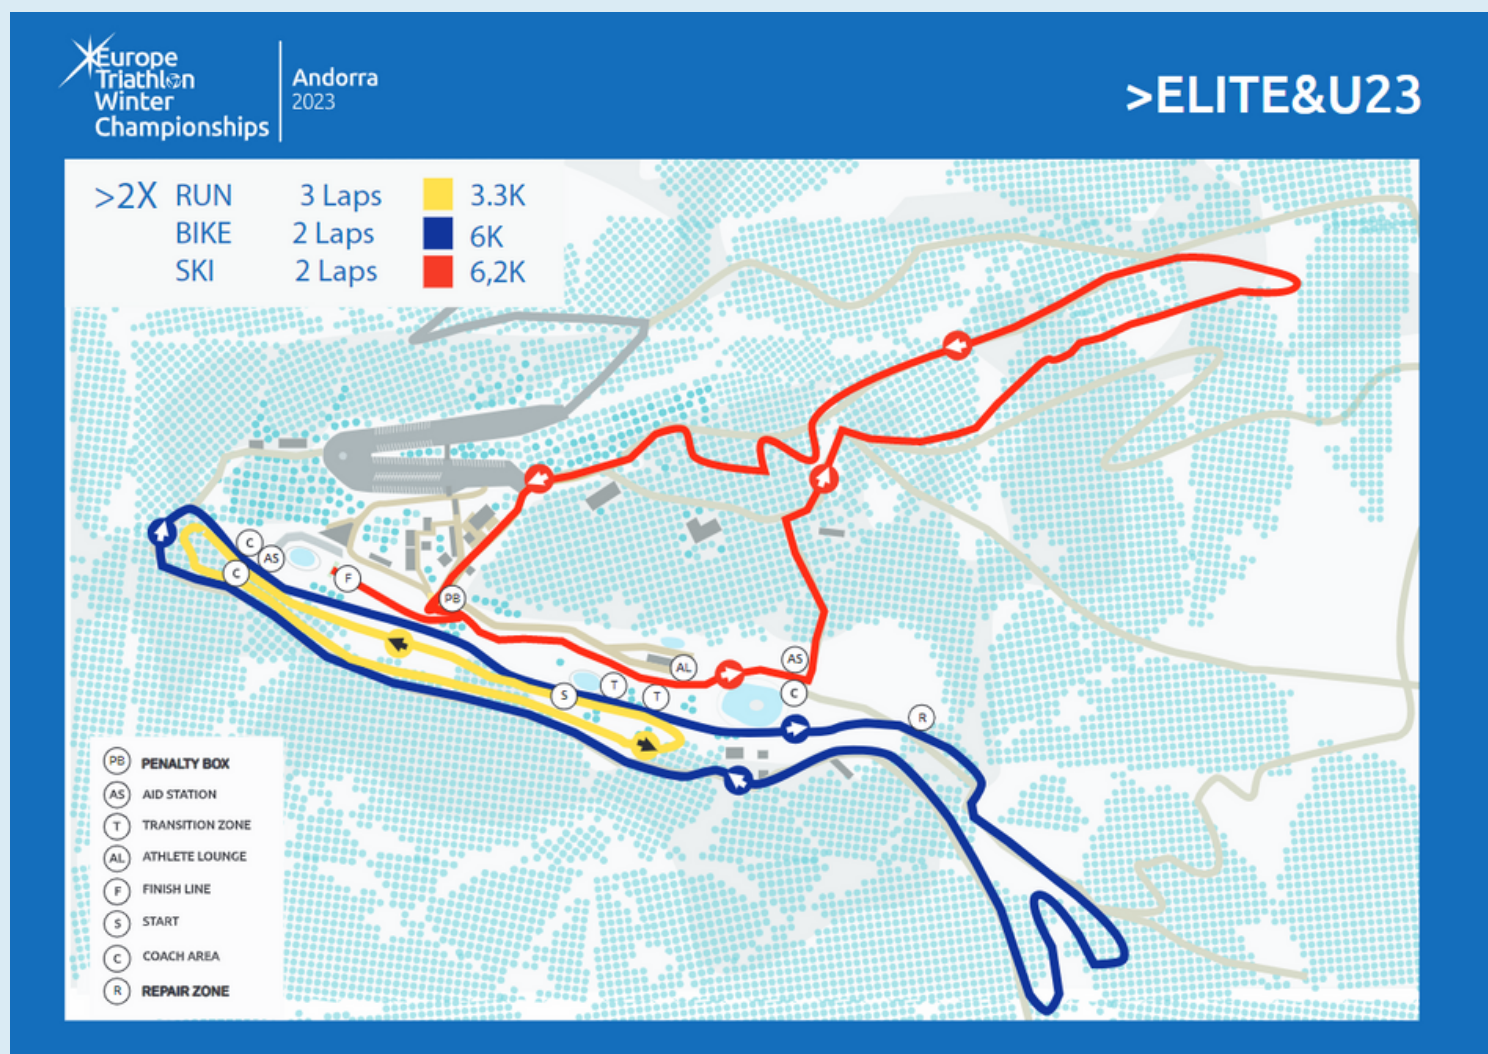 Europe
Triathlon
Winter
Championships
Andorra
2023
>ELITE&U23
>2X RUN 3 Laps 3.3K
BIKE 2 Laps 6K
SKI 2 Laps 6,2K
C
AS
C
F
PB
AL
AS
T
T
S
C
R
PB PENALTY BOX
AS AID STATION
T TRANSITION ZONE
AL ATHLETE LOUNGE
F FINISH LINE
S START
C COACH AREA
R REPAIR ZONE